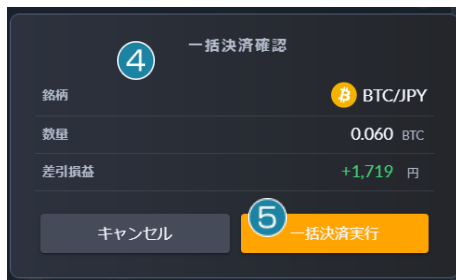 一括決済確認
4
銘柄 BTC/JPY
数量 0.060 BTC
差引損益 +1,719 円
キャンセル 5 一括決済実行